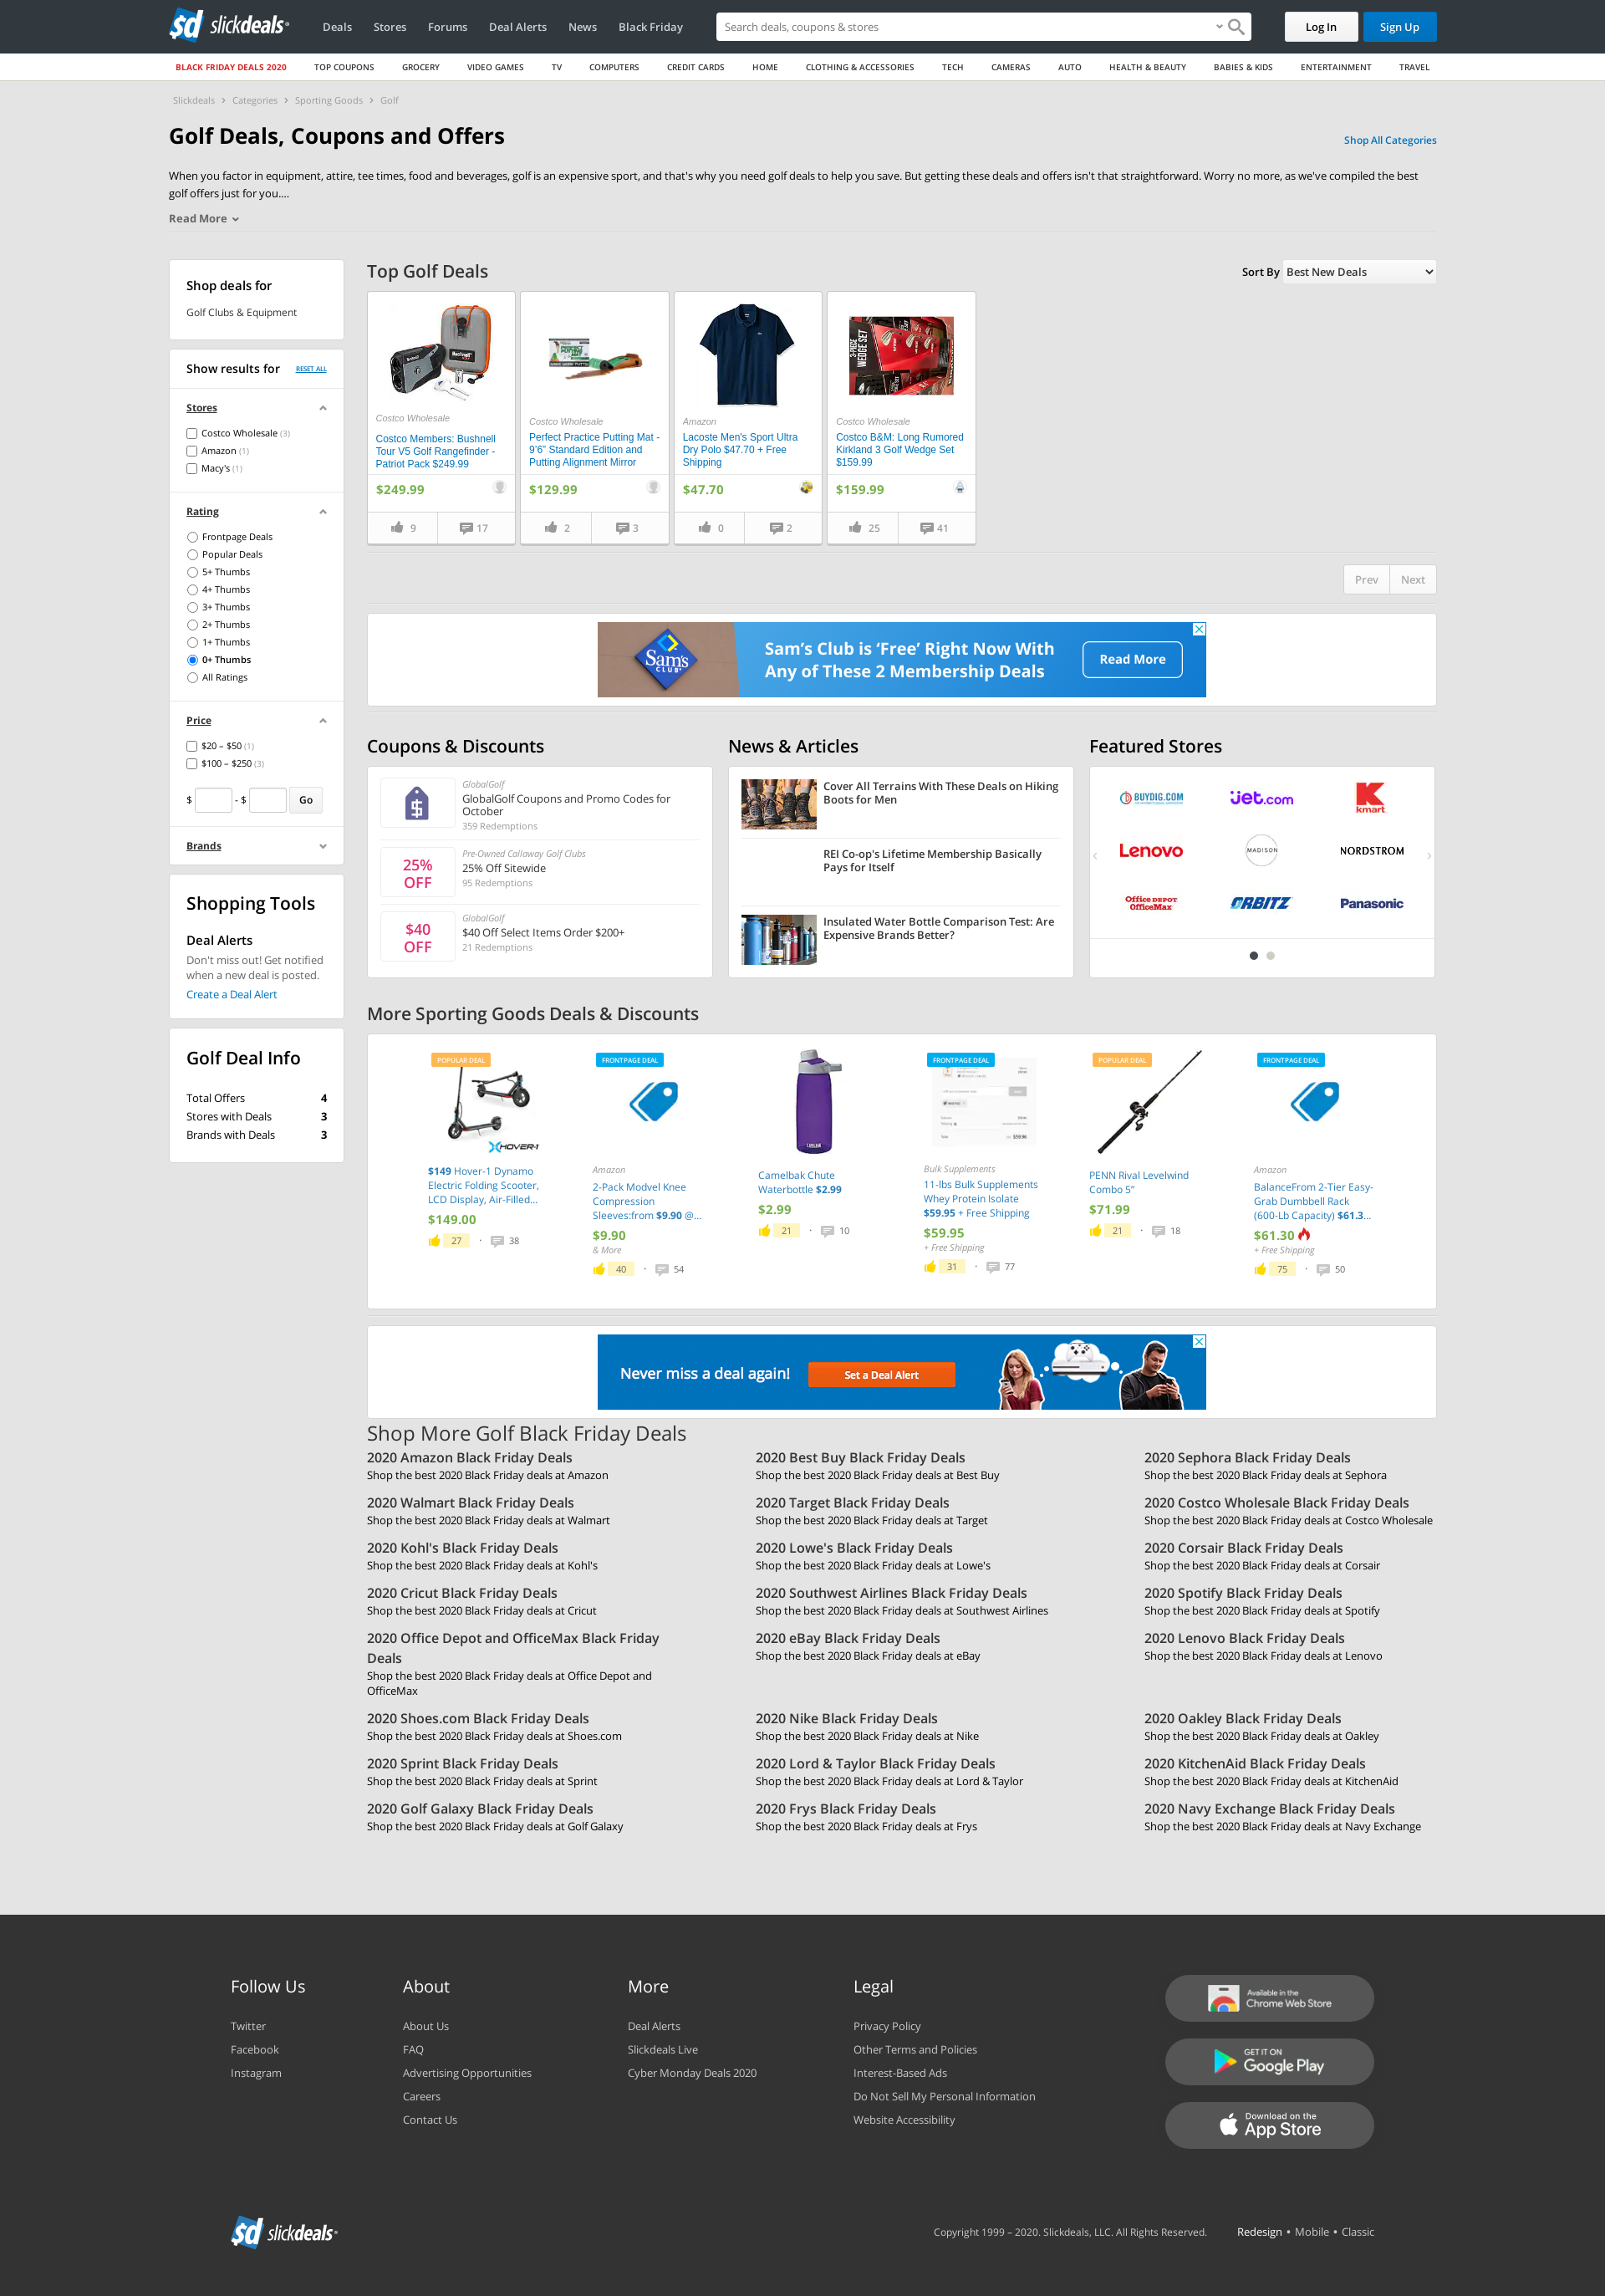 sd slickdeals
Deals Stores Forums Deal Alerts News Black Friday
Search deals, coupons & stores
Log In
Sign Up
BLACK FRIDAY DEALS 2020 TOP COUPONS GROCERY VIDEO GAMES TV COMPUTERS CREDIT CARDS HOME CLOTHING & ACCESSORIES TECH CAMERAS AUTO HEALTH & BEAUTY BABIES & KIDS ENTERTAINMENT TRAVEL
Slickdeals › Categories › Sporting Goods › Golf
Golf Deals, Coupons and Offers
Shop All Categories
When you factor in equipment, attire, tee times, food and beverages, golf is an expensive sport, and that's why you need golf deals to help you save. But getting these deals and offers isn't that straightforward. Worry no more, as we've compiled the best
golf offers just for you....
Read More
Shop deals for
Golf Clubs & Equipment
Show results for RESET ALL
Stores
Costco Wholesale (3)
Amazon (1)
Macy's (1)
Rating
Frontpage Deals
Popular Deals
5+ Thumbs
4+ Thumbs
3+ Thumbs
2+ Thumbs
1+ Thumbs
0+ Thumbs
All Ratings
Price
$20 – $50 (1)
$100 – $250 (3)
$ - $ Go
Brands
Shopping Tools
Deal Alerts
Don't miss out! Get notified
when a new deal is posted.
Create a Deal Alert
Golf Deal Info
Total Offers 4
Stores with Deals 3
Brands with Deals 3
Top Golf Deals
Sort By Best New Deals
Bushnell
Costco Wholesale
Costco Members: Bushnell
Tour V5 Golf Rangefinder -
Patriot Pack $249.99
$249.99
9 17
PERFECT PUTTING
Costco Wholesale
Perfect Practice Putting Mat -
9'6" Standard Edition and
Putting Alignment Mirror
$129.99
2 3
Amazon
Lacoste Men's Sport Ultra
Dry Polo $47.70 + Free
Shipping
$47.70
0 2
3-PIECE
WEDGE SET
Costco Wholesale
Costco B&M: Long Rumored
Kirkland 3 Golf Wedge Set
$159.99
$159.99
25 41
Prev Next
Sam's
CLUB
Sam's Club is 'Free' Right Now With
Any of These 2 Membership Deals
Read More
Coupons & Discounts
$
GlobalGolf
GlobalGolf Coupons and Promo Codes for
October
359 Redemptions
25%
OFF
Pre-Owned Callaway Golf Clubs
25% Off Sitewide
95 Redemptions
$40
OFF
GlobalGolf
$40 Off Select Items Order $200+
21 Redemptions
News & Articles
Cover All Terrains With These Deals on Hiking
Boots for Men
REI Co-op's Lifetime Membership Basically
Pays for Itself
Insulated Water Bottle Comparison Test: Are
Expensive Brands Better?
Featured Stores
BUYDIG.COM
jet.com
kmart
Lenovo
MADISON
NORDSTROM
Office DEPOT
OfficeMax
ORBITZ
Panasonic
More Sporting Goods Deals & Discounts
POPULAR DEAL
HOVER-1
$149 Hover-1 Dynamo
Electric Folding Scooter,
LCD Display, Air-Filled...
$149.00
27 · 38
FRONTPAGE DEAL
Amazon
2-Pack Modvel Knee
Compression
Sleeves:from $9.90 @...
$9.90
& More
40 · 54
CAMELBAK
Camelbak Chute
Waterbottle $2.99
$2.99
21 · 10
FRONTPAGE DEAL
Bulk Supplements
11-lbs Bulk Supplements
Whey Protein Isolate
$59.95 + Free Shipping
$59.95
+ Free Shipping
31 · 77
POPULAR DEAL
PENN Rival Levelwind
Combo 5"
$71.99
21 · 18
FRONTPAGE DEAL
Amazon
BalanceFrom 2-Tier Easy-
Grab Dumbbell Rack
(600-Lb Capacity) $61.3...
$61.30
+ Free Shipping
75 · 50
Never miss a deal again!
Set a Deal Alert
Shop More Golf Black Friday Deals
2020 Amazon Black Friday Deals
Shop the best 2020 Black Friday deals at Amazon
2020 Best Buy Black Friday Deals
Shop the best 2020 Black Friday deals at Best Buy
2020 Sephora Black Friday Deals
Shop the best 2020 Black Friday deals at Sephora
2020 Walmart Black Friday Deals
Shop the best 2020 Black Friday deals at Walmart
2020 Target Black Friday Deals
Shop the best 2020 Black Friday deals at Target
2020 Costco Wholesale Black Friday Deals
Shop the best 2020 Black Friday deals at Costco Wholesale
2020 Kohl's Black Friday Deals
Shop the best 2020 Black Friday deals at Kohl's
2020 Lowe's Black Friday Deals
Shop the best 2020 Black Friday deals at Lowe's
2020 Corsair Black Friday Deals
Shop the best 2020 Black Friday deals at Corsair
2020 Cricut Black Friday Deals
Shop the best 2020 Black Friday deals at Cricut
2020 Southwest Airlines Black Friday Deals
Shop the best 2020 Black Friday deals at Southwest Airlines
2020 Spotify Black Friday Deals
Shop the best 2020 Black Friday deals at Spotify
2020 Office Depot and OfficeMax Black Friday
Deals
Shop the best 2020 Black Friday deals at Office Depot and
OfficeMax
2020 eBay Black Friday Deals
Shop the best 2020 Black Friday deals at eBay
2020 Lenovo Black Friday Deals
Shop the best 2020 Black Friday deals at Lenovo
2020 Shoes.com Black Friday Deals
Shop the best 2020 Black Friday deals at Shoes.com
2020 Nike Black Friday Deals
Shop the best 2020 Black Friday deals at Nike
2020 Oakley Black Friday Deals
Shop the best 2020 Black Friday deals at Oakley
2020 Sprint Black Friday Deals
Shop the best 2020 Black Friday deals at Sprint
2020 Lord & Taylor Black Friday Deals
Shop the best 2020 Black Friday deals at Lord & Taylor
2020 KitchenAid Black Friday Deals
Shop the best 2020 Black Friday deals at KitchenAid
2020 Golf Galaxy Black Friday Deals
Shop the best 2020 Black Friday deals at Golf Galaxy
2020 Frys Black Friday Deals
Shop the best 2020 Black Friday deals at Frys
2020 Navy Exchange Black Friday Deals
Shop the best 2020 Black Friday deals at Navy Exchange
Follow Us
Twitter
Facebook
Instagram
About
About Us
FAQ
Advertising Opportunities
Careers
Contact Us
More
Deal Alerts
Slickdeals Live
Cyber Monday Deals 2020
Legal
Privacy Policy
Other Terms and Policies
Interest-Based Ads
Do Not Sell My Personal Information
Website Accessibility
Available in the
Chrome Web Store
GET IT ON
Google Play
Download on the
App Store
sd slickdeals
Copyright 1999 – 2020. Slickdeals, LLC. All Rights Reserved.
Redesign • Mobile • Classic